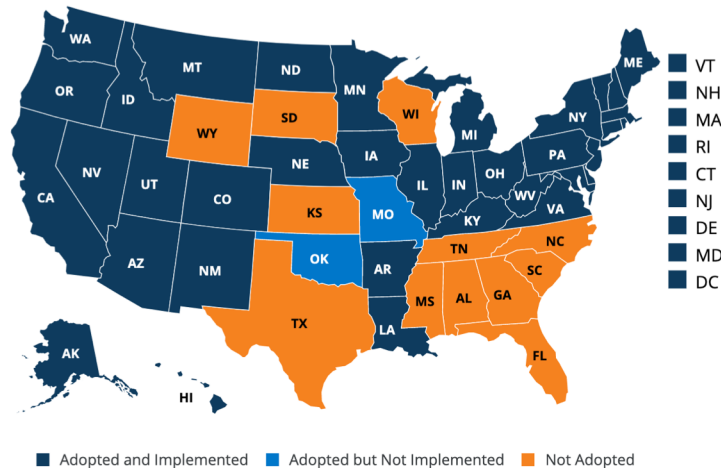 WA
ME
MT
ND
VT
OR
MN
ID
NH
SD
WI
NY
MA
WY
MI
RI
IA
PA
NE
CT
NV
OH
IL
IN
UT
NJ
CO
WV
CA
VA
DE
KS
MO
KY
MD
NC
TN
OK
DC
AZ
AR
NM
SC
MS
AL
GA
TX
LA
AK
FL
HI
Adopted and Implemented
Adopted but Not Implemented
Not Adopted